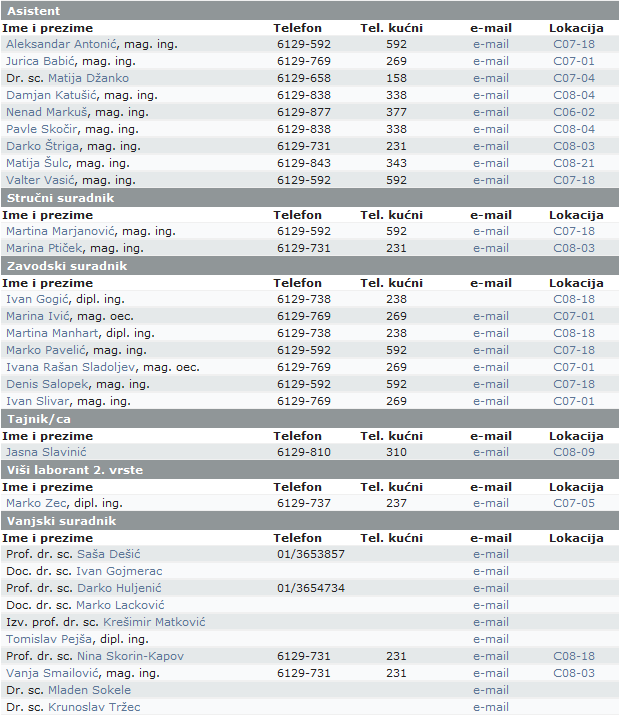 Asistent
Ime i prezime Telefon Tel. kućni e-mail Lokacija
Aleksandar Antonić, mag. ing. 6129-592 592 e-mail C07-18
Jurica Babić, mag. ing. 6129-769 269 e-mail C07-01
Dr. sc. Matija Džanko 6129-658 158 e-mail C07-04
Damjan Katušić, mag. ing. 6129-838 338 e-mail C08-04
Nenad Markuš, mag. ing. 6129-877 377 e-mail C06-02
Pavle Skočir, mag. ing. 6129-838 338 e-mail C08-04
Darko Štriga, mag. ing. 6129-731 231 e-mail C08-03
Matija Šulc, mag. ing. 6129-843 343 e-mail C08-21
Valter Vasić, mag. ing. 6129-592 592 e-mail C07-18
Stručni suradnik
Ime i prezime Telefon Tel. kućni e-mail Lokacija
Martina Marjanović, mag. ing. 6129-592 592 e-mail C07-18
Marina Ptiček, mag. ing. 6129-731 231 e-mail C08-03
Zavodski suradnik
Ime i prezime Telefon Tel. kućni e-mail Lokacija
Ivan Gogić, dipl. ing. 6129-738 238 C08-18
Marina Ivić, mag. oec. 6129-769 269 e-mail C07-01
Martina Manhart, dipl. ing. 6129-738 238 e-mail C08-18
Marko Pavelić, mag. ing. 6129-592 592 e-mail C07-18
Ivana Rašan Sladoljev, mag. oec. 6129-769 269 e-mail C07-01
Denis Salopek, mag. ing. 6129-592 592 e-mail C07-18
Ivan Slivar, mag. ing. 6129-769 269 e-mail C07-01
Tajnik/ca
Ime i prezime Telefon Tel. kućni e-mail Lokacija
Jasna Slavinić 6129-810 310 e-mail C08-09
Viši laborant 2. vrste
Ime i prezime Telefon Tel. kućni e-mail Lokacija
Marko Zec, dipl. ing. 6129-737 237 e-mail C07-05
Vanjski suradnik
Ime i prezime Telefon Tel. kućni e-mail Lokacija
Prof. dr. sc. Saša Dešić 01/3653857 e-mail
Doc. dr. sc. Ivan Gojmerac e-mail
Prof. dr. sc. Darko Huljenić 01/3654734 e-mail
Doc. dr. sc. Marko Lacković e-mail
Izv. prof. dr. sc. Krešimir Matković e-mail
Tomislav Pejša, dipl. ing. e-mail
Prof. dr. sc. Nina Skorin-Kapov 6129-731 231 e-mail C08-18
Vanja Smailović, mag. ing. 6129-731 231 e-mail C08-03
Dr. sc. Mladen Sokele e-mail
Dr. sc. Krunoslav Tržec e-mail